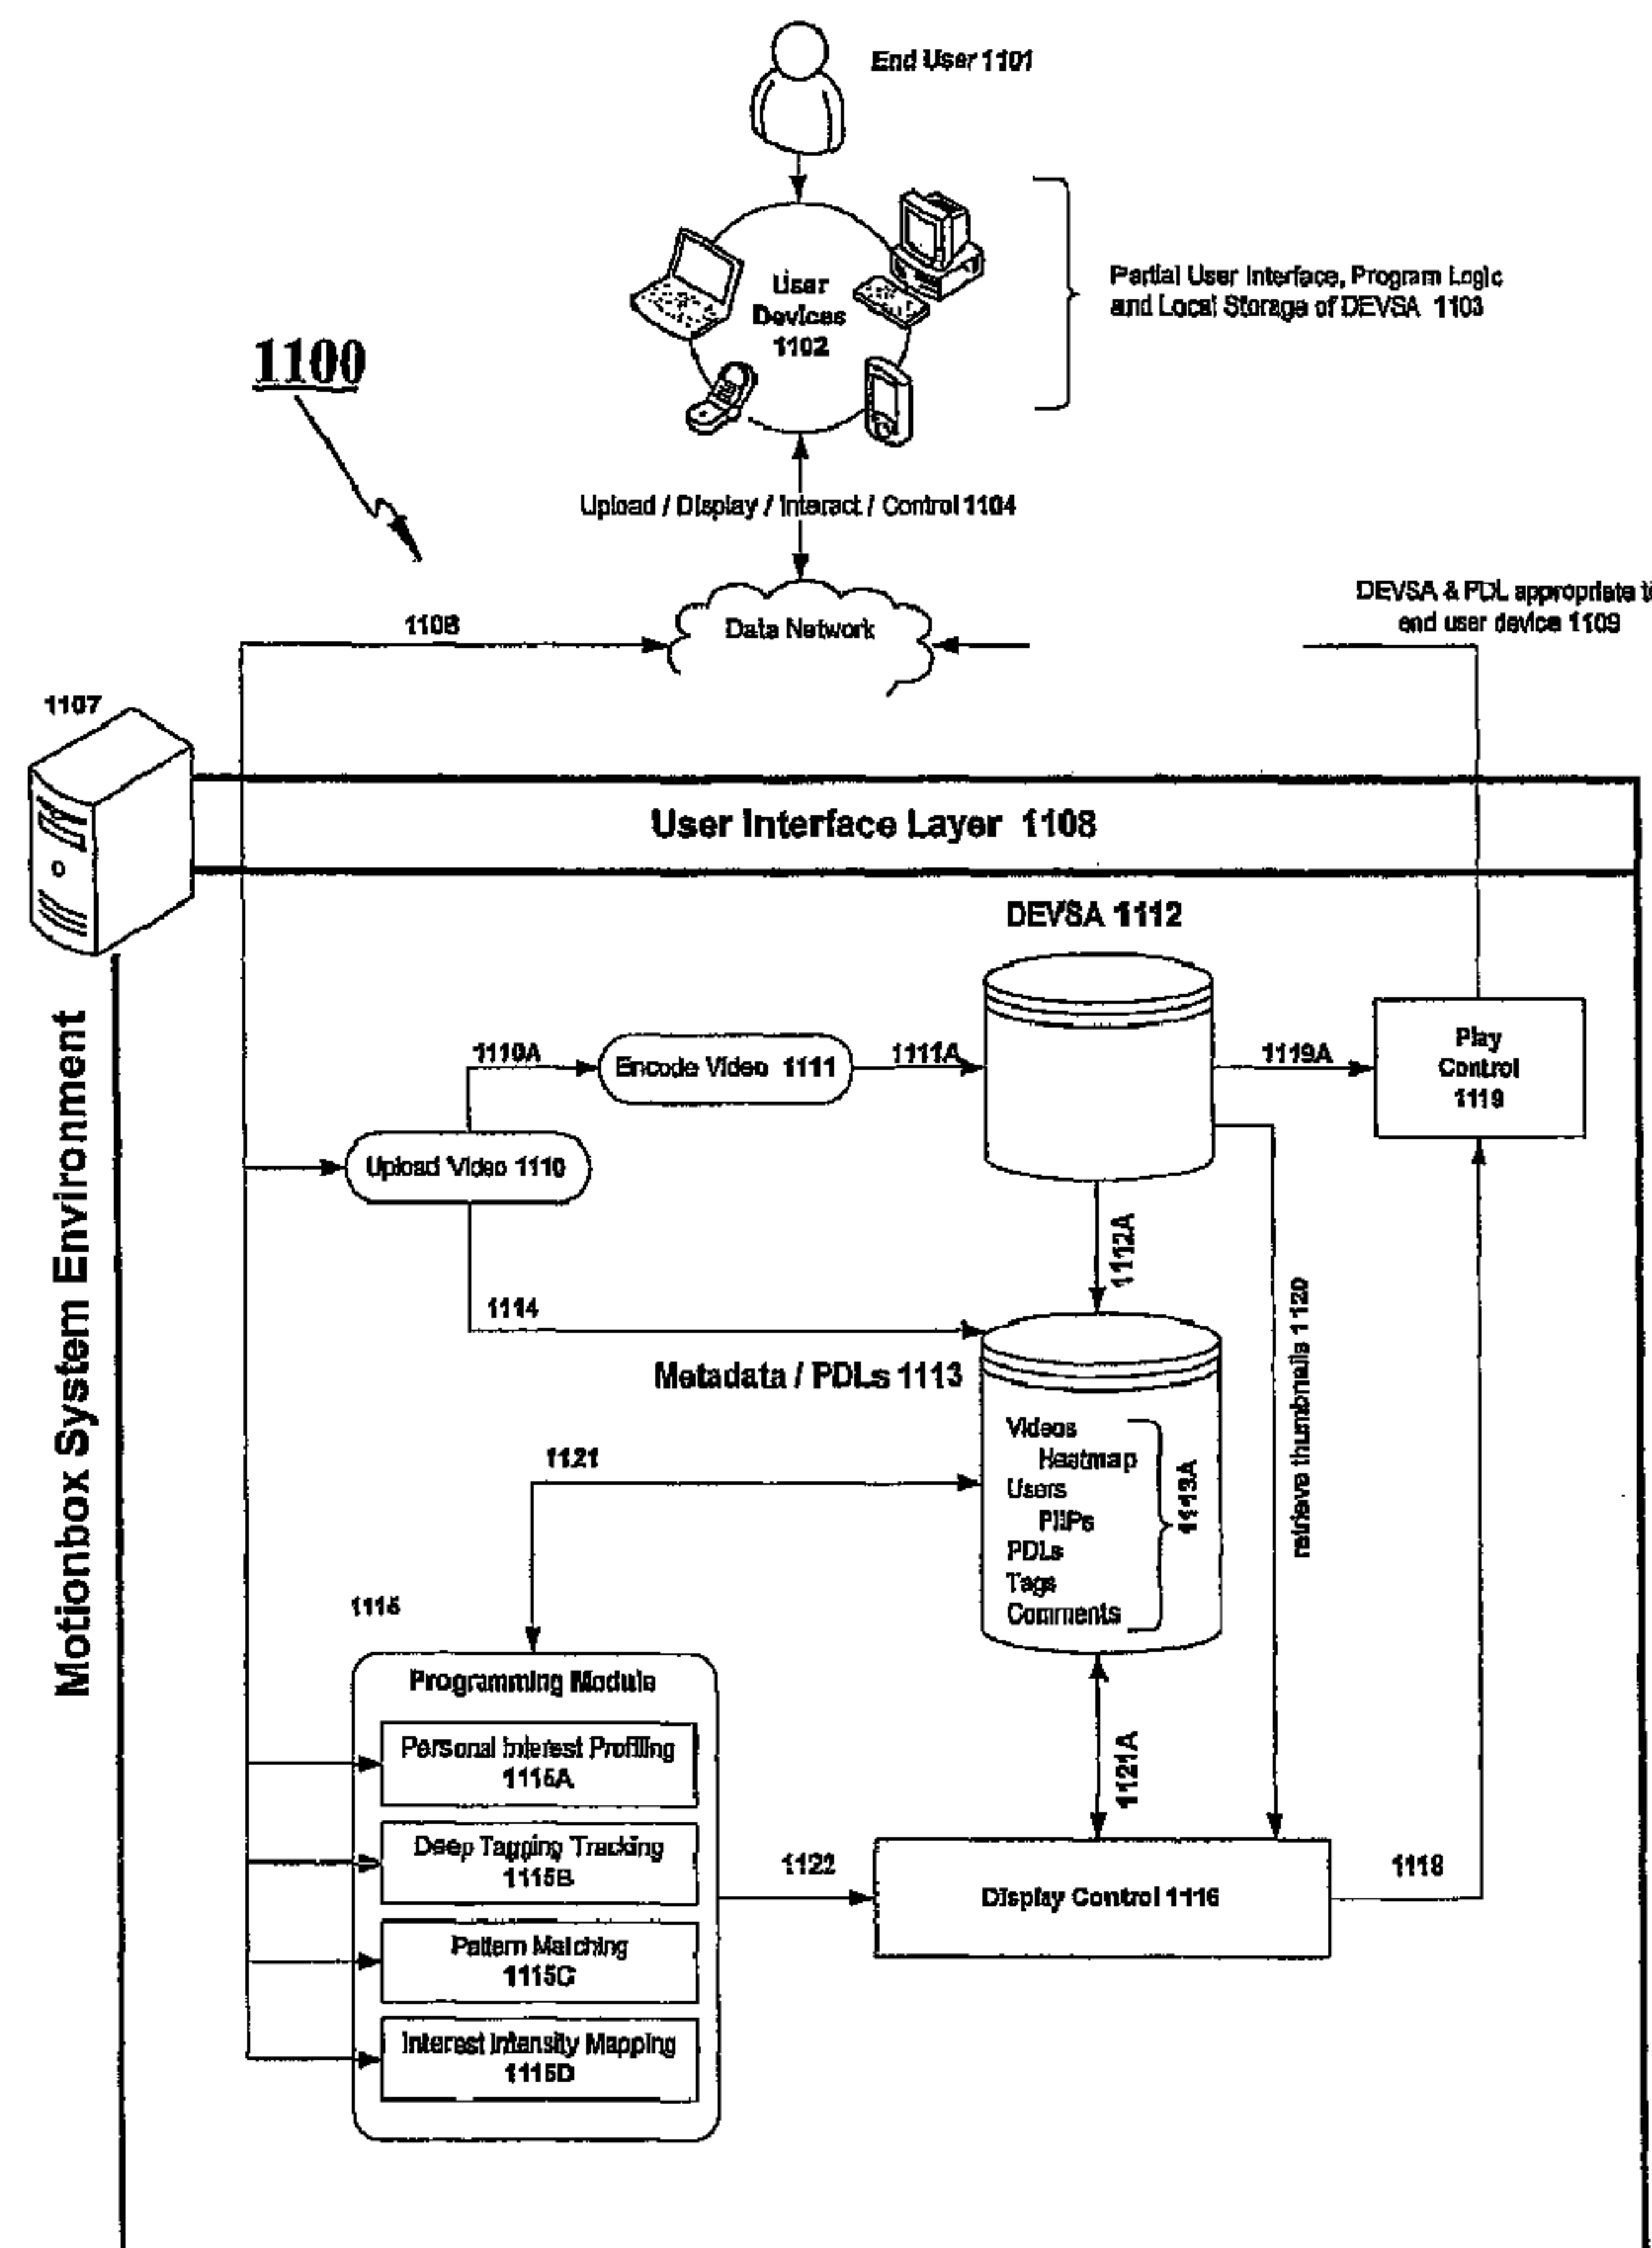 End User 1101
User
Devices
1102
Partial User Interface, Program Logic
and Local Storage of DEVSA 1103
1100
Upload / Display / Interact / Control 1104
DEVSA & PDL appropriate to
end user device 1109
1106
Data Network
1107
User Interface Layer 1108
DEVSA 1112
Motionbox System Environment
1110A
Encode Video 1111
1111A
1119A
Play
Control
1119
Upload Video 1110
1112A
1114
retrieve thumbnails 1120
Metadata / PDLs 1113
Videos
Heatmap
Users
PIIPs
PDLs
Tags
Comments
1113A
1121
1115
Programming Module
Personal Interest Profiling
1115A
1121A
Deep Tagging Tracking
1115B
1122
Display Control 1116
1118
Pattern Matching
1115C
Interest Intensity Mapping
1115D